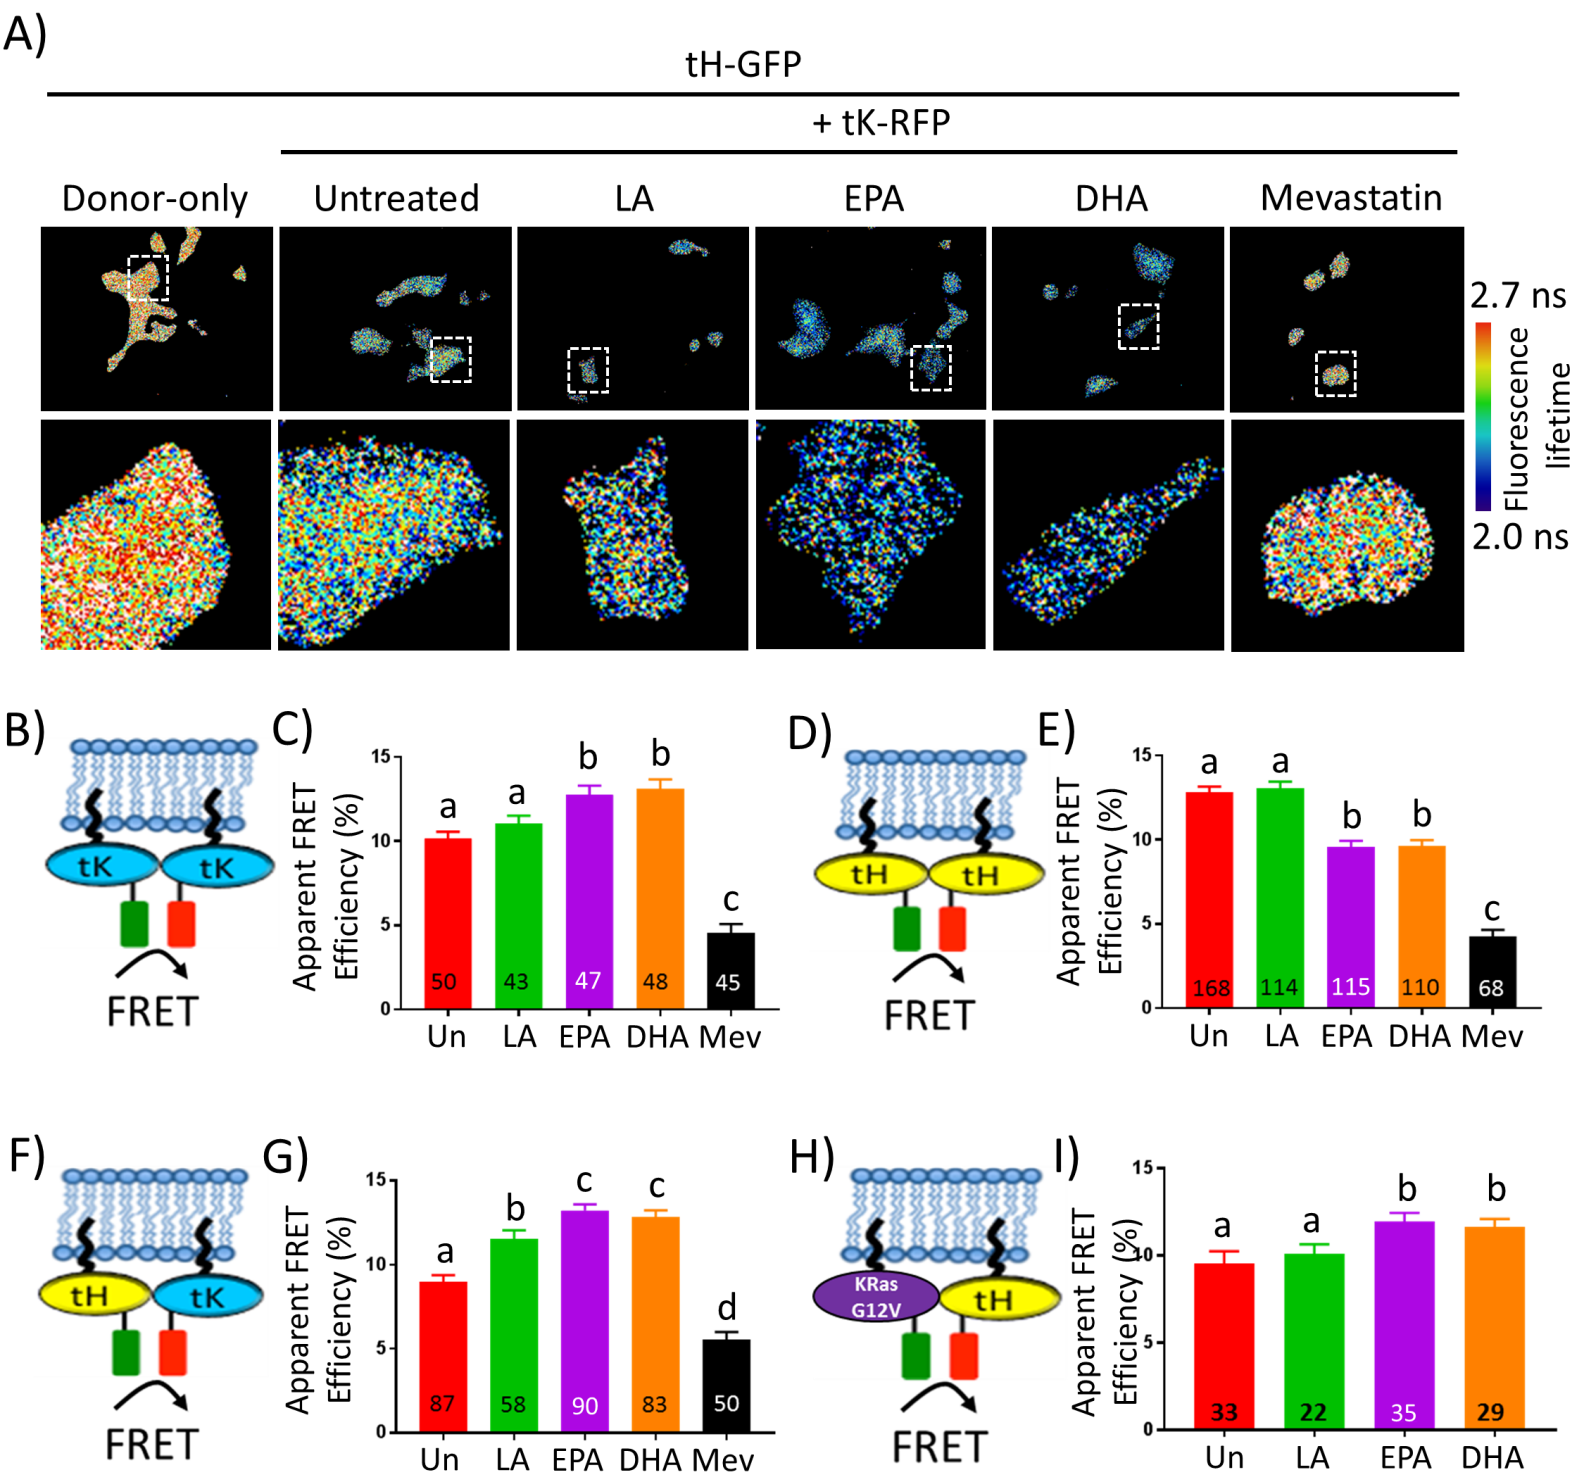 A)
tH-GFP
+ tK-RFP
Donor-only Untreated LA EPA DHA Mevastatin
2.7 ns
Fluorescence
lifetime
2.0 ns
B)
tK tK
FRET
C)
Apparent FRET
Efficiency (%)
15
10
5
0
a a b b c
50 43 47 48 45
Un LA EPA DHA Mev
D)
tH tH
FRET
E)
Apparent FRET
Efficiency (%)
15
10
5
0
a a b b c
168 114 115 110 68
Un LA EPA DHA Mev
F)
tH tK
FRET
G)
Apparent FRET
Efficiency (%)
15
10
5
0
a b c c d
87 58 90 83 50
Un LA EPA DHA Mev
H)
KRas
G12V
tH
FRET
I)
Apparent FRET
Efficiency (%)
15
10
5
0
a a b b
33 22 35 29
Un LA EPA DHA